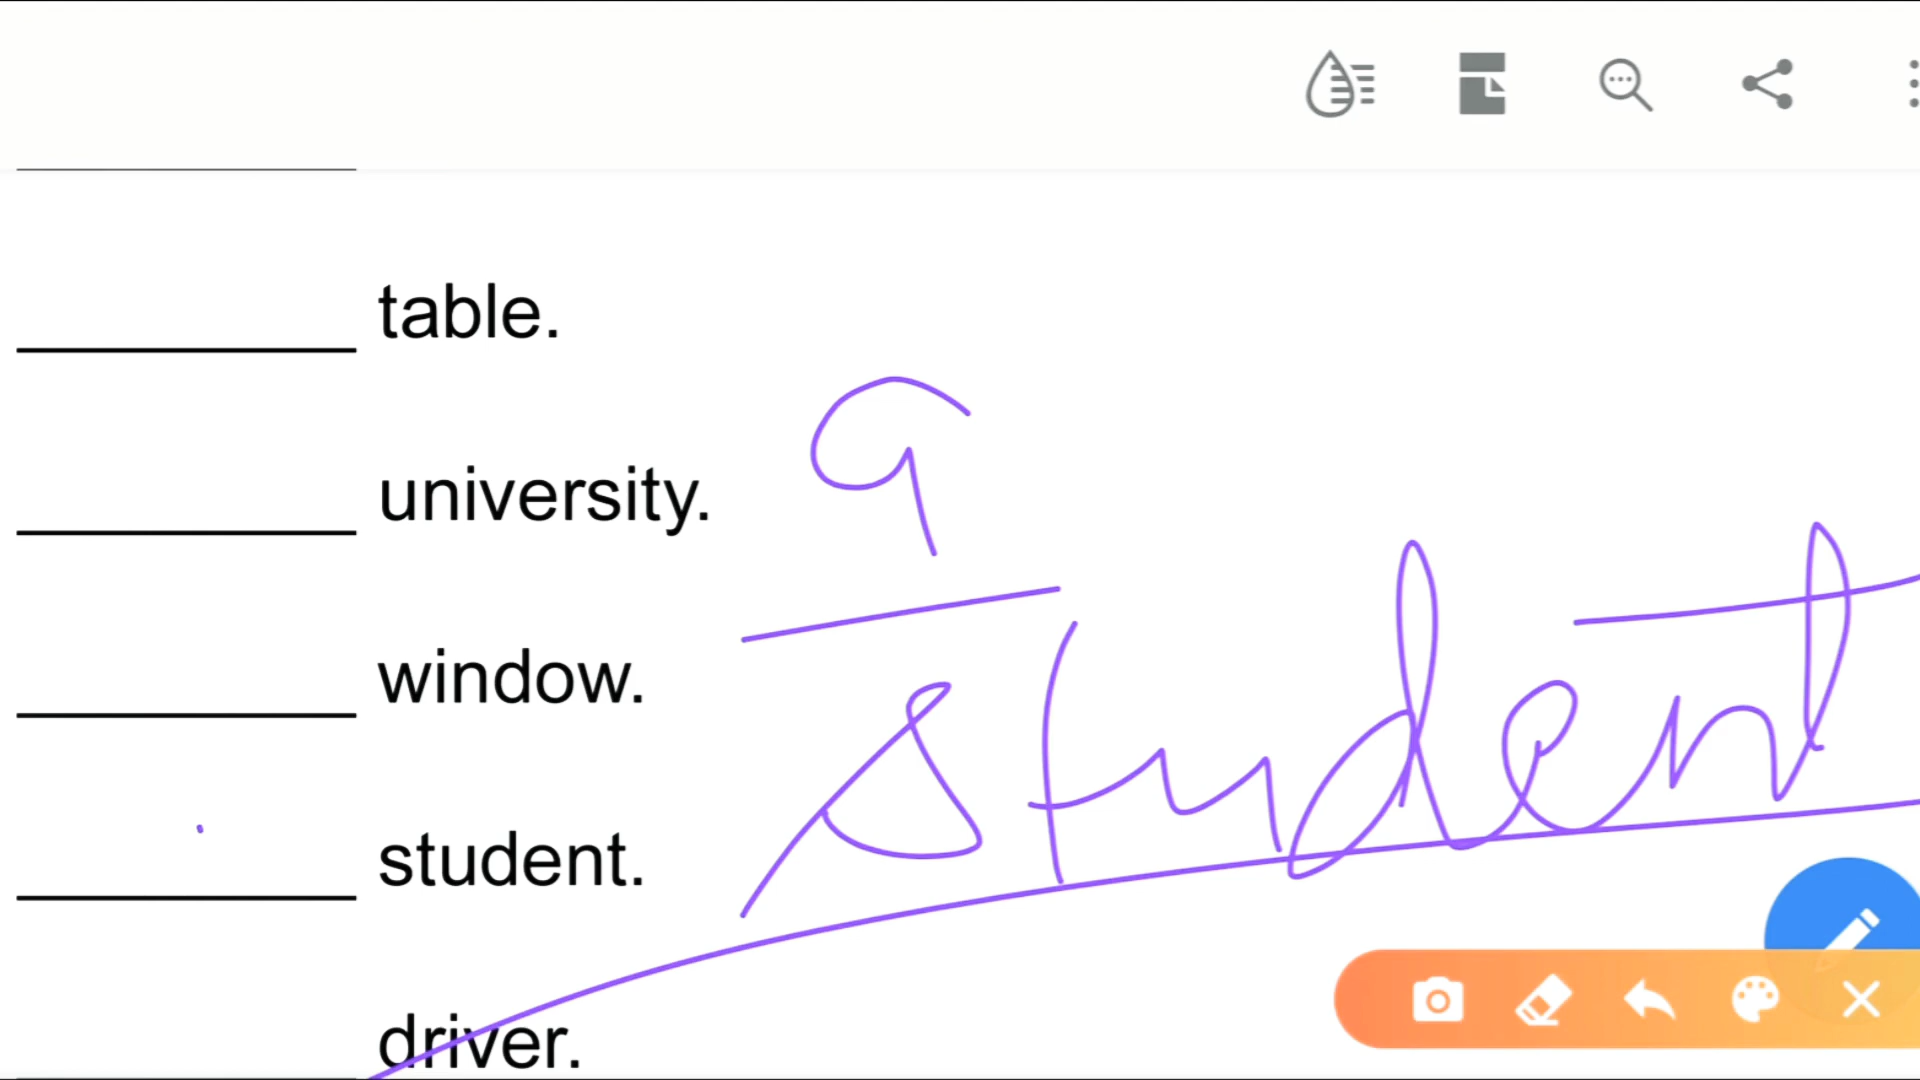 table.
university.
a
window.
student
student.
driver.